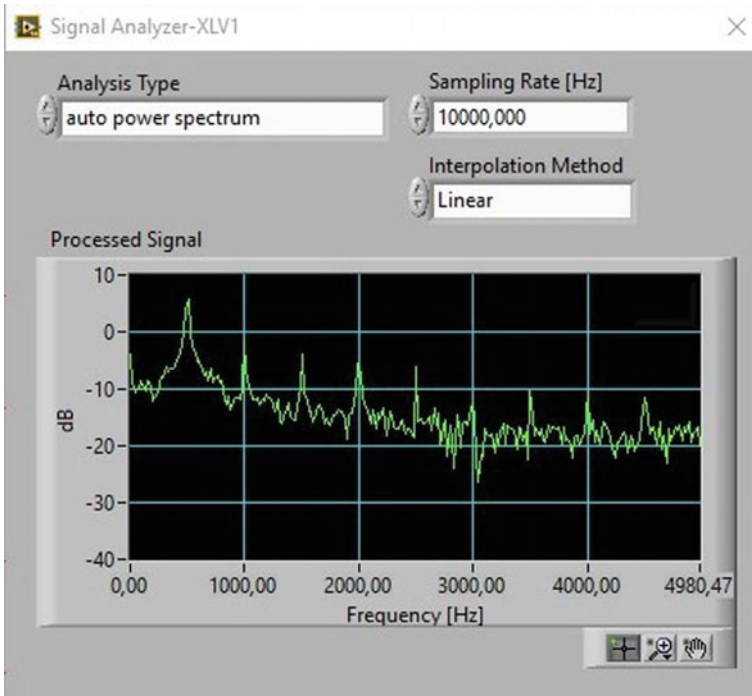 Signal Analyzer-XLV1
Analysis Type
auto power spectrum
Sampling Rate [Hz]
10000,000
Interpolation Method
Linear
Processed Signal
dB
10
0
-10
-20
-30
-40
0,00 1000,00 2000,00 3000,00 4000,00 4980,47
Frequency [Hz]